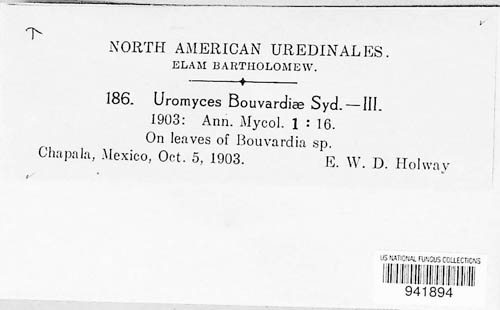 NORTH AMERICAN UREDINALES.
ELAM BARTHOLOMEW.
186. Uromyces Bouvardiæ Syd.—III.
1903: Ann. Mycol. 1 : 16.
On leaves of Bouvardia sp.
Chapala, Mexico, Oct. 5, 1903. E. W. D. Holway
US NATIONAL FUNGUS COLLECTIONS
941894